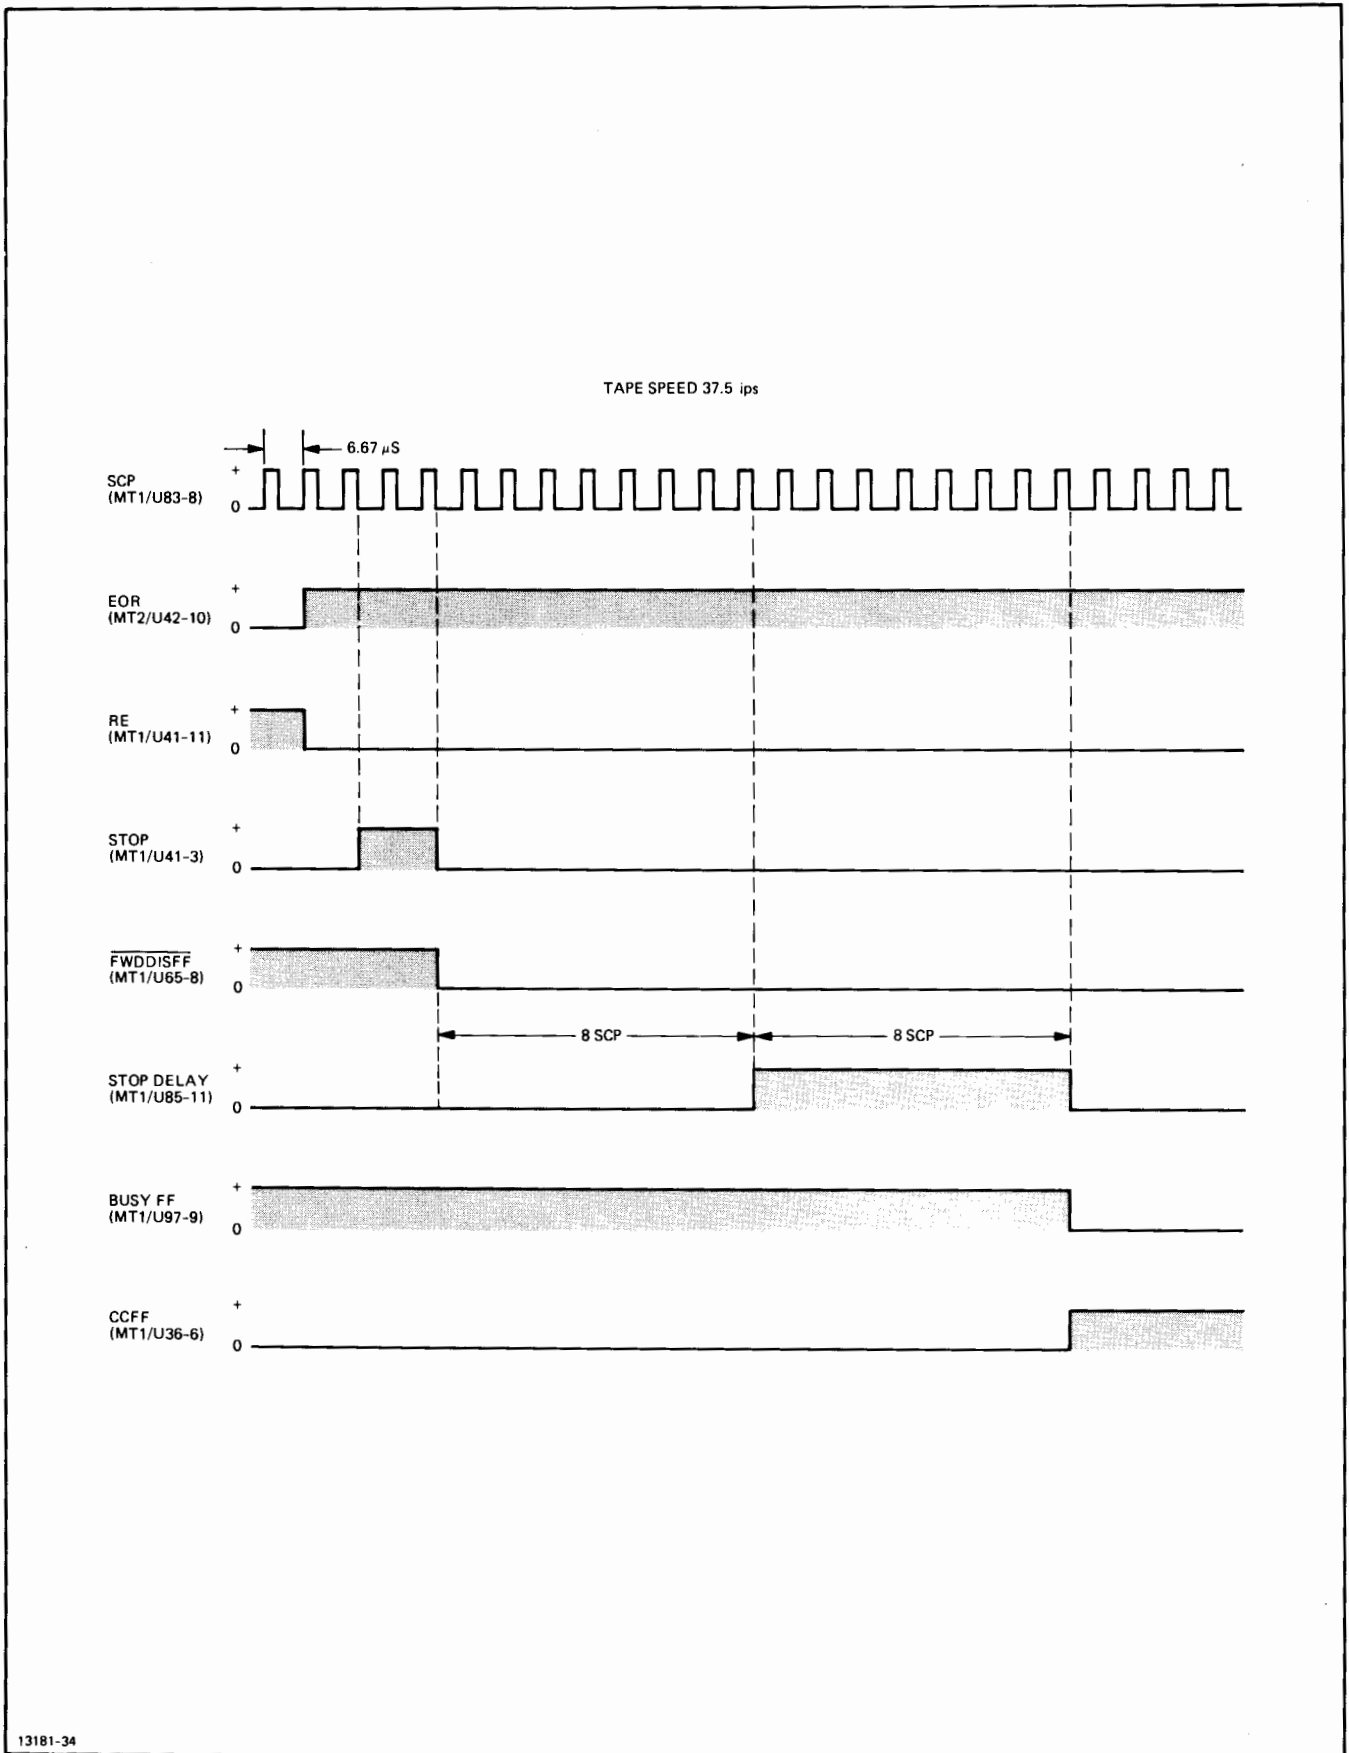 TAPE SPEED 37.5 ips
6.67 μS
SCP
(MT1/U83-8)
+
0
EOR
(MT2/U42-10)
+
0
RE
(MT1/U41-11)
+
0
STOP
(MT1/U41-3)
+
0
FWDDISFF
(MT1/U65-8)
+
0
8 SCP
8 SCP
STOP DELAY
(MT1/U85-11)
+
0
BUSY FF
(MT1/U97-9)
+
0
CCFF
(MT1/U36-6)
+
0
13181-34